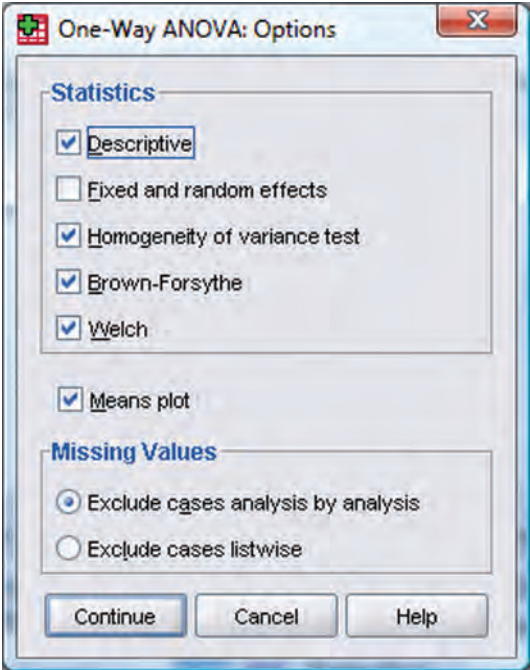 One-Way ANOVA: Options
Statistics
Descriptive
Fixed and random effects
Homogeneity of variance test
Brown-Forsythe
Welch
Means plot
Missing Values
Exclude cases analysis by analysis
Exclude cases listwise
Continue Cancel Help